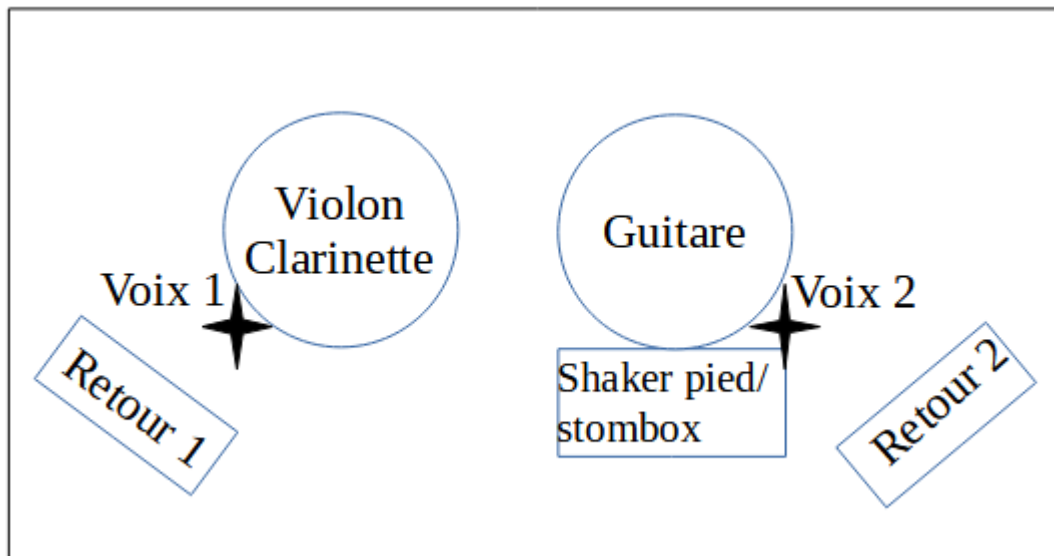 Violon
Clarinette
Guitare
Voix 1
Voix 2
Retour 1
Shaker pied/
stombox
Retour 2